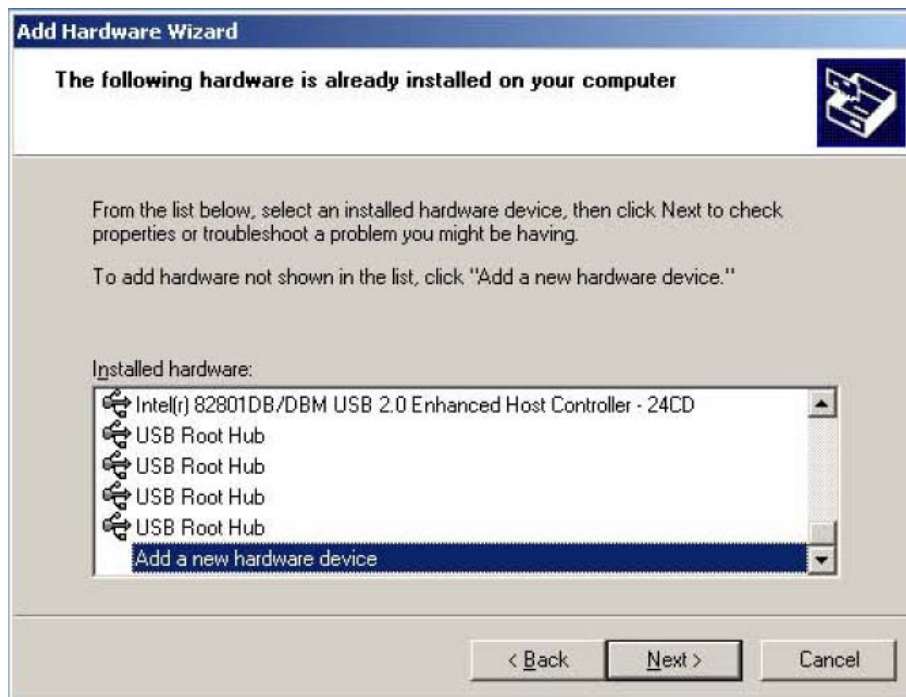 Add Hardware Wizard
The following hardware is already installed on your computer
From the list below, select an installed hardware device, then click Next to check
properties or troubleshoot a problem you might be having.
To add hardware not shown in the list, click "Add a new hardware device."
Installed hardware:
Intel(r) 82801DB/DBM USB 2.0 Enhanced Host Controller - 24CD
USB Root Hub
USB Root Hub
USB Root Hub
USB Root Hub
Add a new hardware device
< Back Next > Cancel